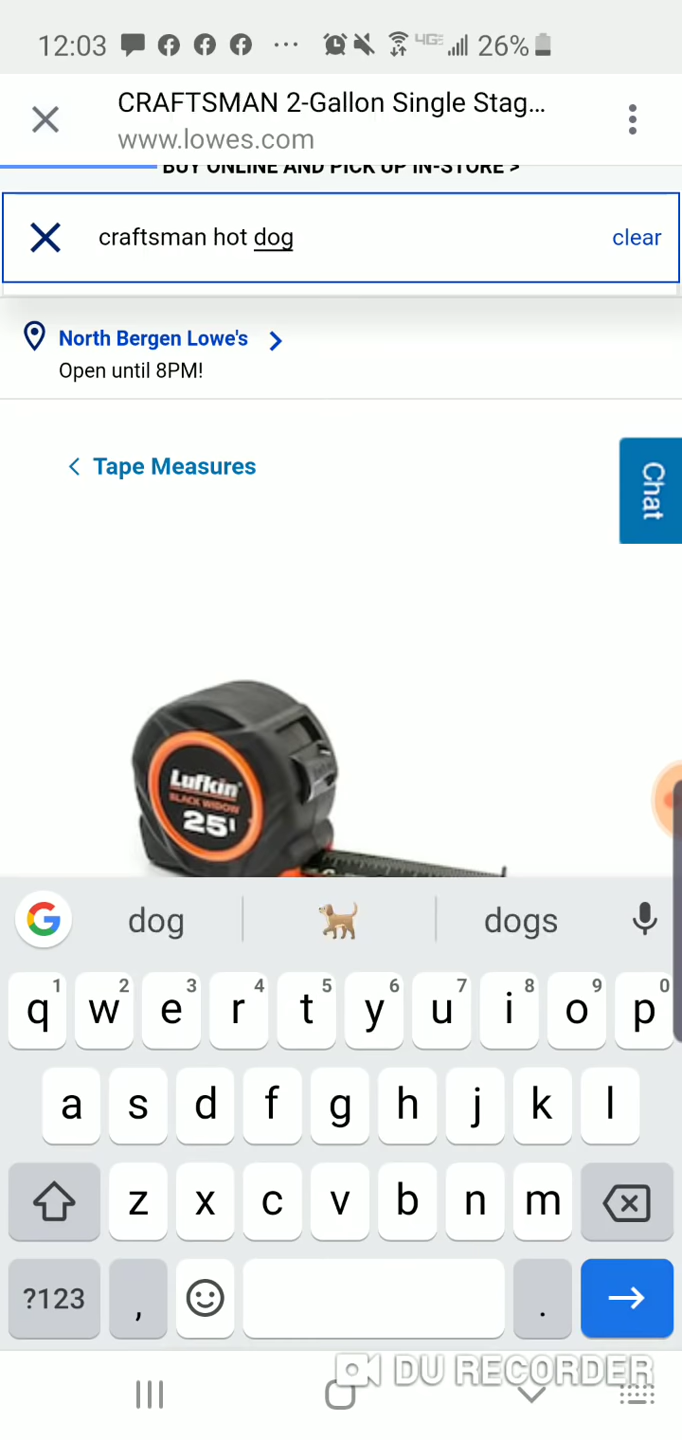 12:03 4GE 26%
CRAFTSMAN 2-Gallon Single Stag...
www.lowes.com
BUY ONLINE AND PICK UP IN-STORE >
craftsman hot dog clear
North Bergen Lowe's >
Open until 8PM!
< Tape Measures
Chat
Lufkin
BLACK WIDOW
25'
G dog dogs
1 2 3 4 5 6 7 8 9 0
q w e r t y u i o p
a s d f g h j k l
z x c v b n m
?123 , .
DU RECORDER